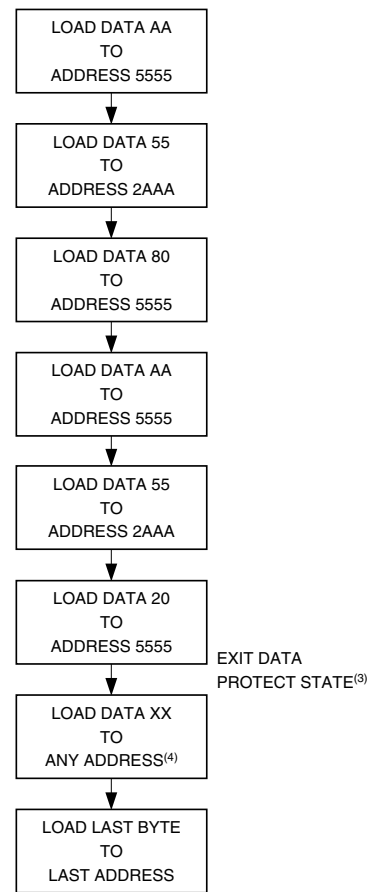 LOAD DATA AA
TO
ADDRESS 5555
LOAD DATA 55
TO
ADDRESS 2AAA
LOAD DATA 80
TO
ADDRESS 5555
LOAD DATA AA
TO
ADDRESS 5555
LOAD DATA 55
TO
ADDRESS 2AAA
LOAD DATA 20
TO
ADDRESS 5555
EXIT DATA
PROTECT STATE(3)
LOAD DATA XX
TO
ANY ADDRESS(4)
LOAD LAST BYTE
TO
LAST ADDRESS